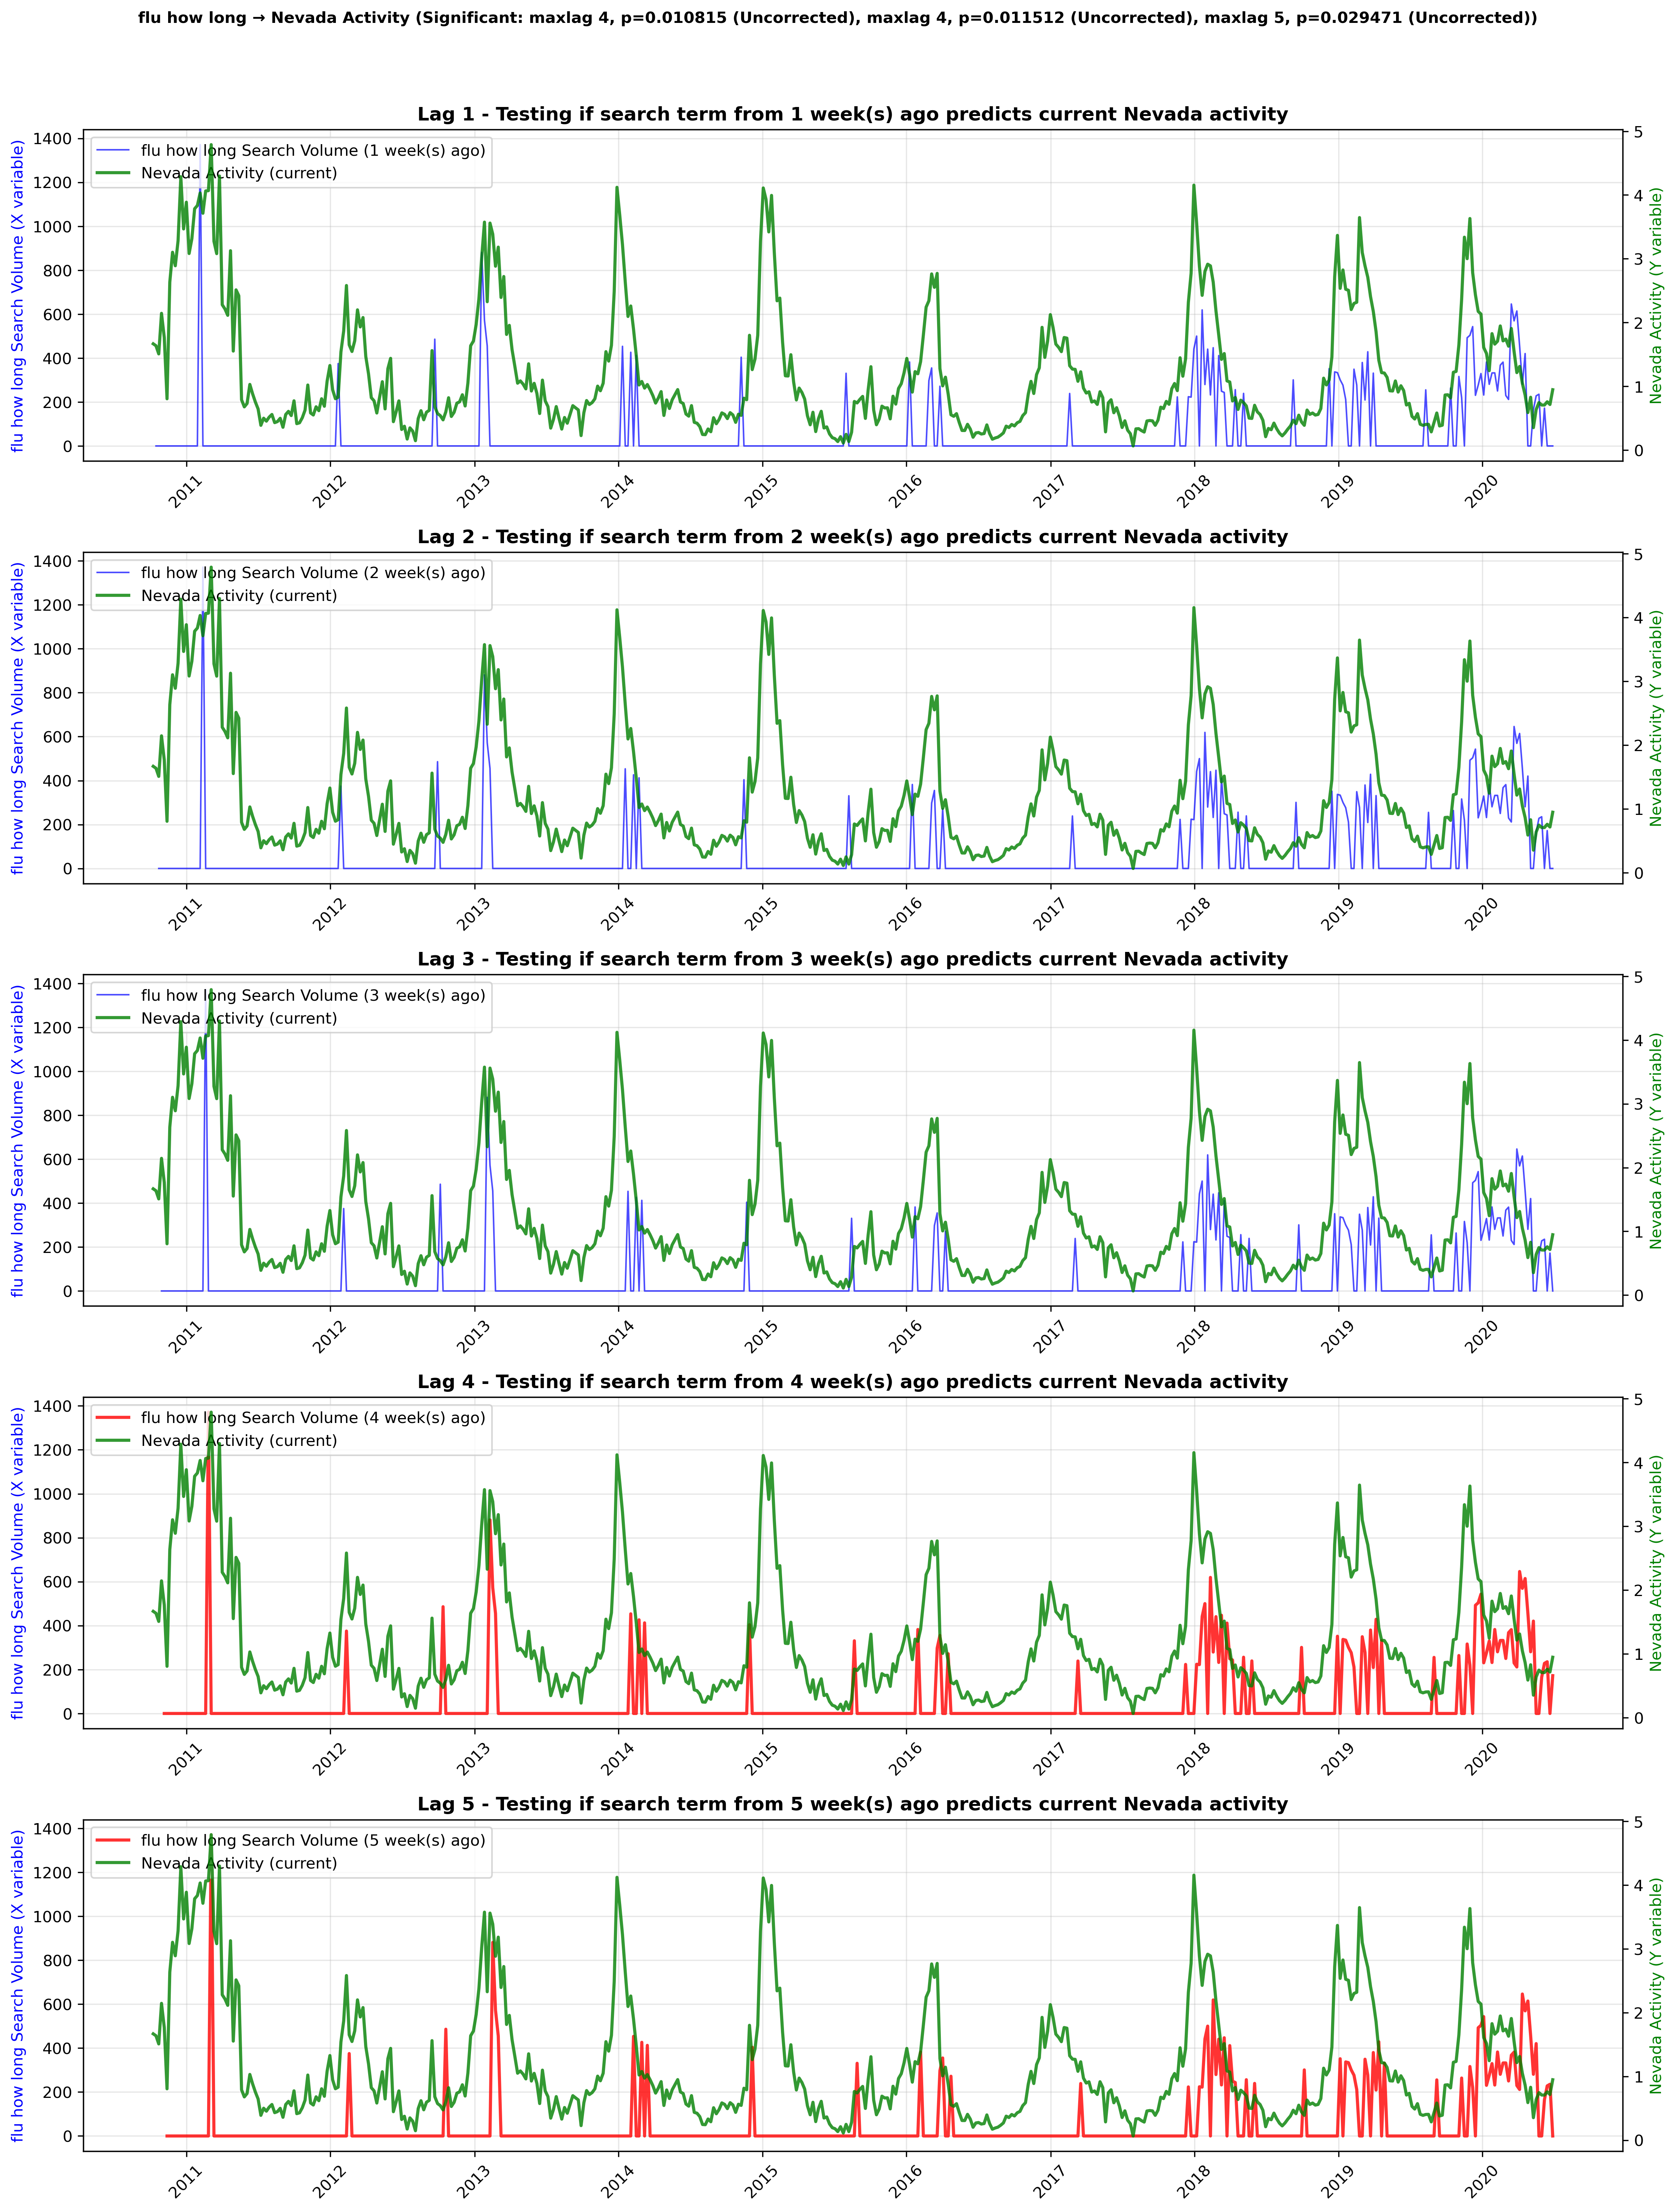 flu how long → Nevada Activity (Significant: maxlag 4, p=0.010815 (Uncorrected), maxlag 4, p=0.011512 (Uncorrected), maxlag 5, p=0.029471 (Uncorrected))
Lag 1 - Testing if search term from 1 week(s) ago predicts current Nevada activity
flu how long Search Volume (X variable)
1400
1200
1000
800
600
400
200
0
flu how long Search Volume (1 week(s) ago)
Nevada Activity (current)
5
4
3
2
1
0
Nevada Activity (Y variable)
2011 2012 2013 2014 2015 2016 2017 2018 2019 2020
Lag 2 - Testing if search term from 2 week(s) ago predicts current Nevada activity
flu how long Search Volume (X variable)
1400
1200
1000
800
600
400
200
0
flu how long Search Volume (2 week(s) ago)
Nevada Activity (current)
5
4
3
2
1
0
Nevada Activity (Y variable)
2011 2012 2013 2014 2015 2016 2017 2018 2019 2020
Lag 3 - Testing if search term from 3 week(s) ago predicts current Nevada activity
flu how long Search Volume (X variable)
1400
1200
1000
800
600
400
200
0
flu how long Search Volume (3 week(s) ago)
Nevada Activity (current)
5
4
3
2
1
0
Nevada Activity (Y variable)
2011 2012 2013 2014 2015 2016 2017 2018 2019 2020
Lag 4 - Testing if search term from 4 week(s) ago predicts current Nevada activity
flu how long Search Volume (X variable)
1400
1200
1000
800
600
400
200
0
flu how long Search Volume (4 week(s) ago)
Nevada Activity (current)
5
4
3
2
1
0
Nevada Activity (Y variable)
2011 2012 2013 2014 2015 2016 2017 2018 2019 2020
Lag 5 - Testing if search term from 5 week(s) ago predicts current Nevada activity
flu how long Search Volume (X variable)
1400
1200
1000
800
600
400
200
0
flu how long Search Volume (5 week(s) ago)
Nevada Activity (current)
5
4
3
2
1
0
Nevada Activity (Y variable)
2011 2012 2013 2014 2015 2016 2017 2018 2019 2020